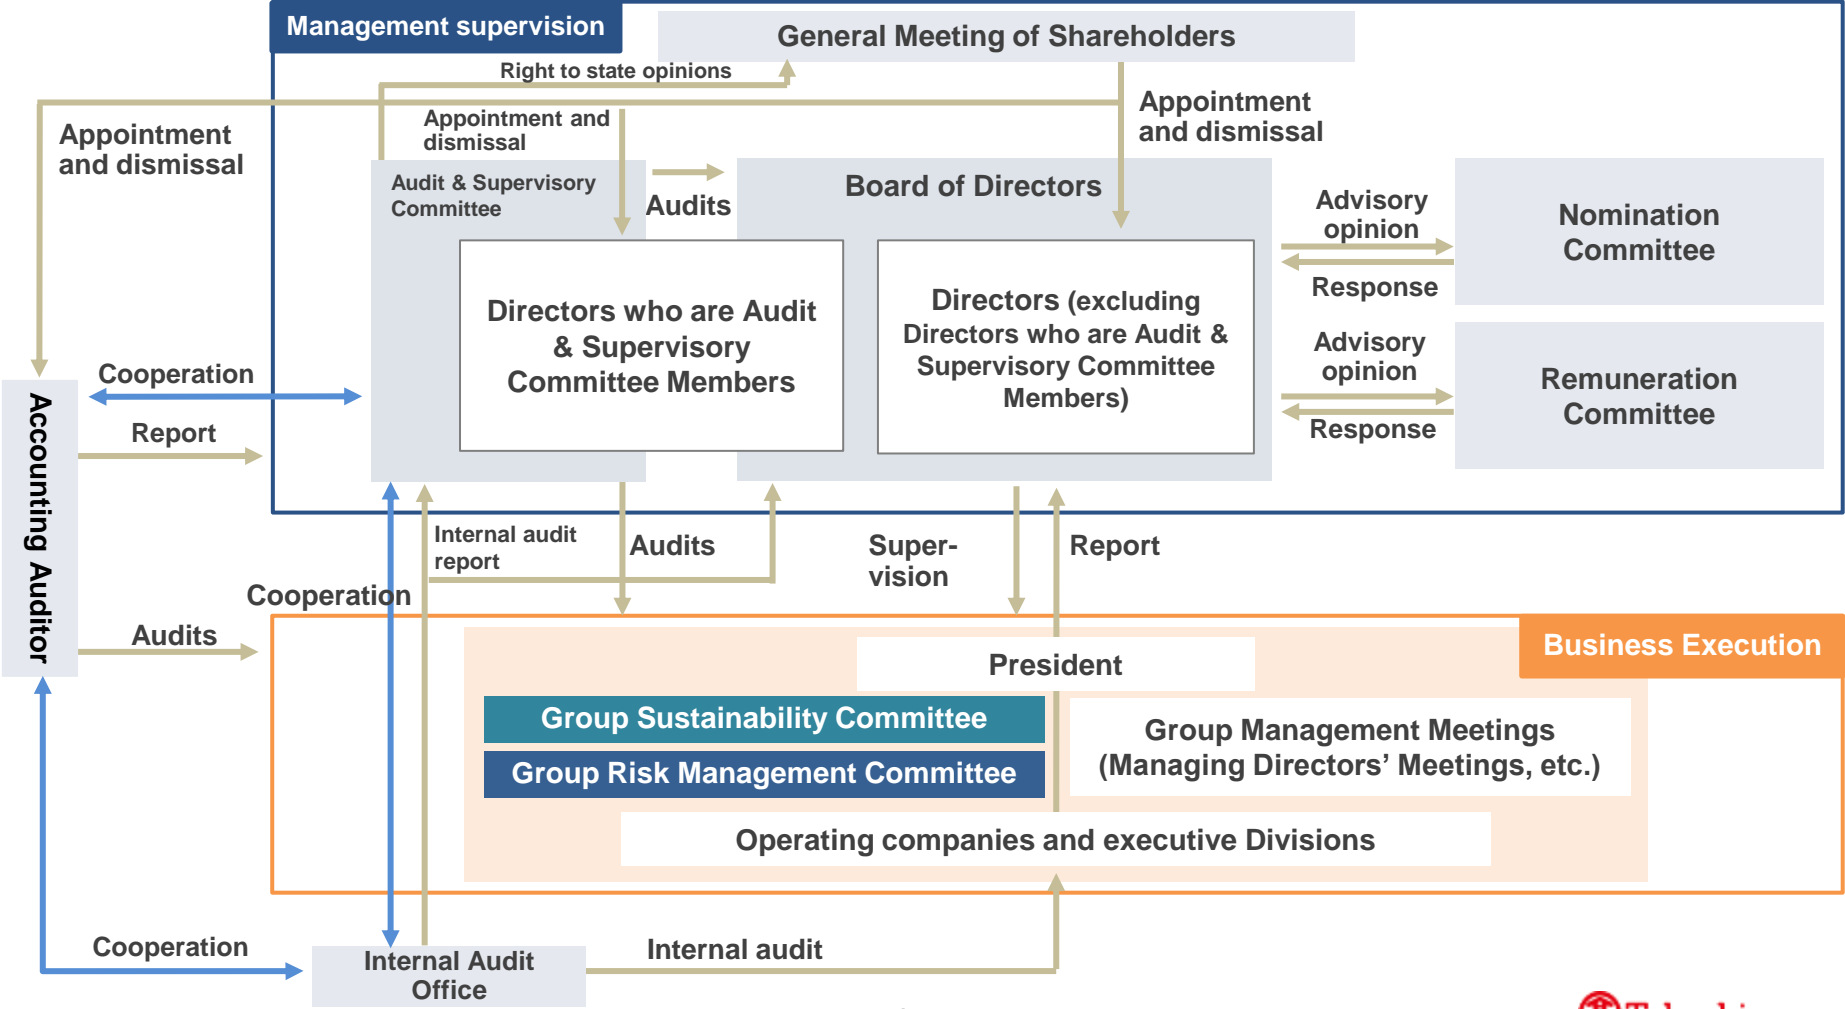 Management supervision
General Meeting of Shareholders
Right to state opinions
Appointment
and dismissal
Appointment and
dismissal
Appointment
and dismissal
Audit & Supervisory
Committee
Audits
Board of Directors
Advisory
opinion
Response
Nomination
Committee
Directors who are Audit
& Supervisory
Committee Members
Directors (excluding
Directors who are Audit &
Supervisory Committee
Members)
Advisory
opinion
Response
Remuneration
Committee
Cooperation
Report
Accounting Auditor
Internal audit
report
Audits
Super-
vision
Report
Cooperation
Audits
Business Execution
President
Group Sustainability Committee
Group Risk Management Committee
Group Management Meetings
(Managing Directors’ Meetings, etc.)
Operating companies and executive Divisions
Cooperation
Internal Audit
Office
Internal audit